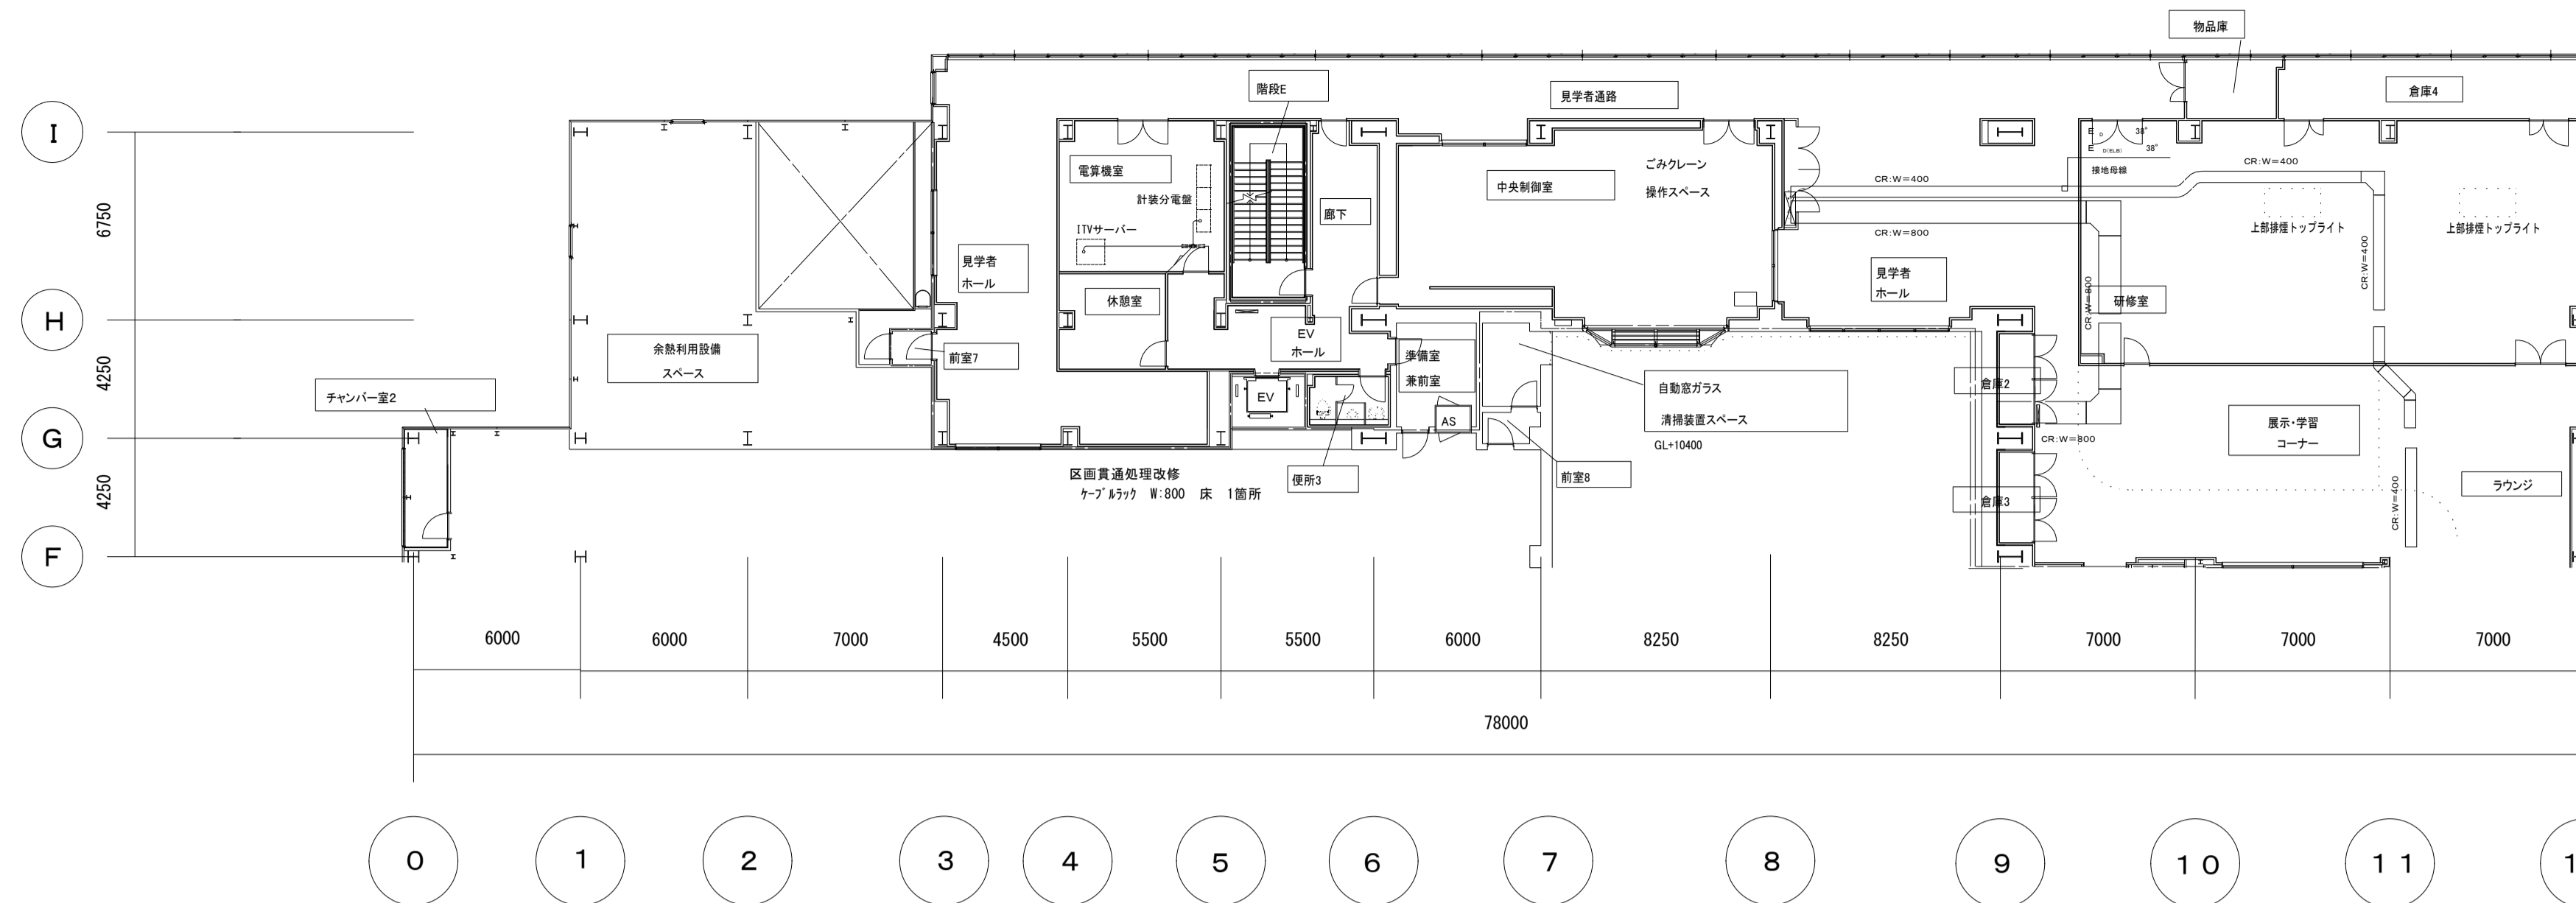 物品庫
階段E
見学者通路
倉庫4
I
電算機室
計装分電盤
ITVサーバー
廊下
中央制御室
ごみクレーン
操作スペース
CR:W=400
E
D
38°
E
D(ELB)
38°
接地母線
CR:W=400
6750
見学者
ホール
休憩室
CR:W=800
見学者
ホール
上部排煙トップライト
上部排煙トップライト
CR:W=400
CR:W=800
研修室
H
余熱利用設備
スペース
前室7
EV
ホール
準備室
兼前室
4250
チャンバー室2
EV
AS
自動窓ガラス
清掃装置スペース
GL+10400
倉庫2
展示・学習
コーナー
G
CR:W=800
区画貫通処理改修
ケーブルラック W:800 床 1箇所
便所3
前室8
倉庫3
CR:W=400
ラウンジ
4250
F
6000
6000
7000
4500
5500
5500
6000
8250
8250
7000
7000
7000
78000
0
1
2
3
4
5
6
7
8
9
10
11